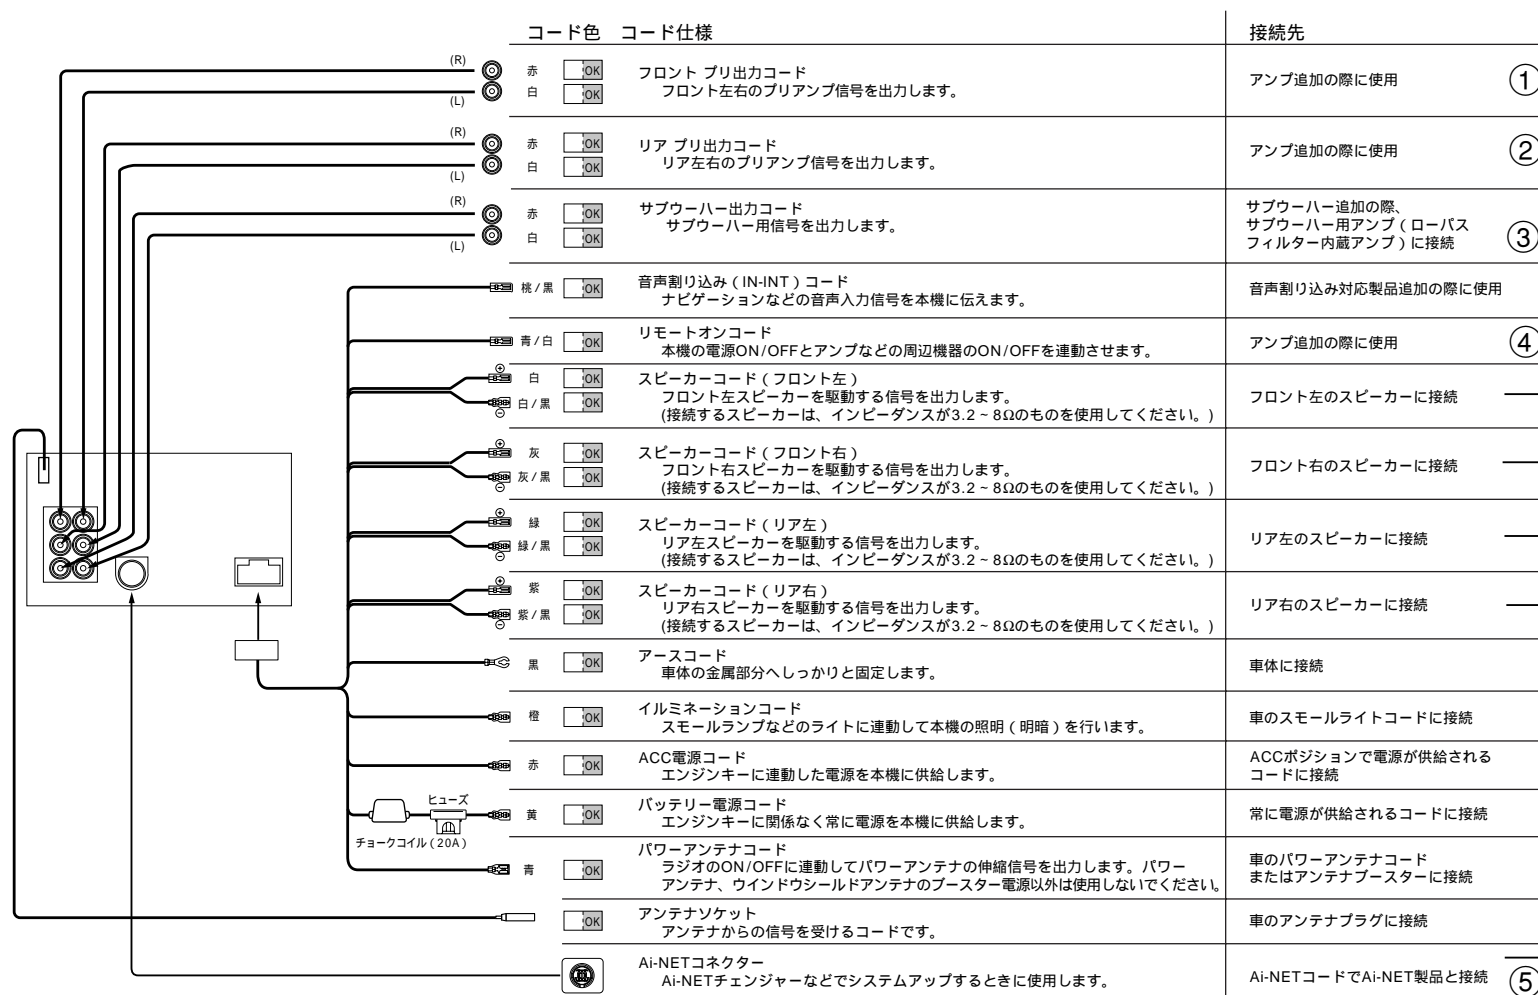 コード色 コード仕様 接続先
(R) 赤 OK フロント プリ出力コード
(L) 白 OK フロント左右のプリアンプ信号を出力します。
アンプ追加の際に使用 ①
(R) 赤 OK リア プリ出力コード
(L) 白 OK リア左右のプリアンプ信号を出力します。
アンプ追加の際に使用 ②
(R) 赤 OK サブウーハー出力コード
(L) 白 OK サブウーハー用信号を出力します。
サブウーハー追加の際、
サブウーハー用アンプ(ローパス
フィルター内蔵アンプ)に接続 ③
桃/黒 OK 音声割り込み(IN-INT)コード
ナビゲーションなどの音声入力信号を本機に伝えます。
音声割り込み対応製品追加の際に使用
青/白 OK リモートオンコード
本機の電源ON/OFFとアンプなどの周辺機器のON/OFFを連動させます。
アンプ追加の際に使用 ④
⊕ 白 OK スピーカーコード(フロント左)
⊖ 白/黒 OK フロント左スピーカーを駆動する信号を出力します。
(接続するスピーカーは、インピーダンスが3.2~8Ωのものを使用してください。)
フロント左のスピーカーに接続
⊕ 灰 OK スピーカーコード(フロント右)
⊖ 灰/黒 OK フロント右スピーカーを駆動する信号を出力します。
(接続するスピーカーは、インピーダンスが3.2~8Ωのものを使用してください。)
フロント右のスピーカーに接続
⊕ 緑 OK スピーカーコード(リア左)
⊖ 緑/黒 OK リア左スピーカーを駆動する信号を出力します。
(接続するスピーカーは、インピーダンスが3.2~8Ωのものを使用してください。)
リア左のスピーカーに接続
⊕ 紫 OK スピーカーコード(リア右)
⊖ 紫/黒 OK リア右スピーカーを駆動する信号を出力します。
(接続するスピーカーは、インピーダンスが3.2~8Ωのものを使用してください。)
リア右のスピーカーに接続
黒 OK アースコード
車体の金属部分へしっかりと固定します。
車体に接続
橙 OK イルミネーションコード
スモールランプなどのライトに連動して本機の照明(明暗)を行います。
車のスモールライトコードに接続
赤 OK ACC電源コード
エンジンキーに連動した電源を本機に供給します。
ACCポジションで電源が供給される
コードに接続
ヒューズ
チョークコイル(20A)
黄 OK バッテリー電源コード
エンジンキーに関係なく常に電源を本機に供給します。
常に電源が供給されるコードに接続
青 OK パワーアンテナコード
ラジオのON/OFFに連動してパワーアンテナの伸縮信号を出力します。パワー
アンテナ、ウインドウシールドアンテナのブースター電源以外は使用しないでください。
車のパワーアンテナコード
またはアンテナブースターに接続
OK アンテナソケット
アンテナからの信号を受けるコードです。
車のアンテナプラグに接続
Ai-NETコネクター
Ai-NETチェンジャーなどでシステムアップするときに使用します。
Ai-NETコードでAi-NET製品と接続 ⑤